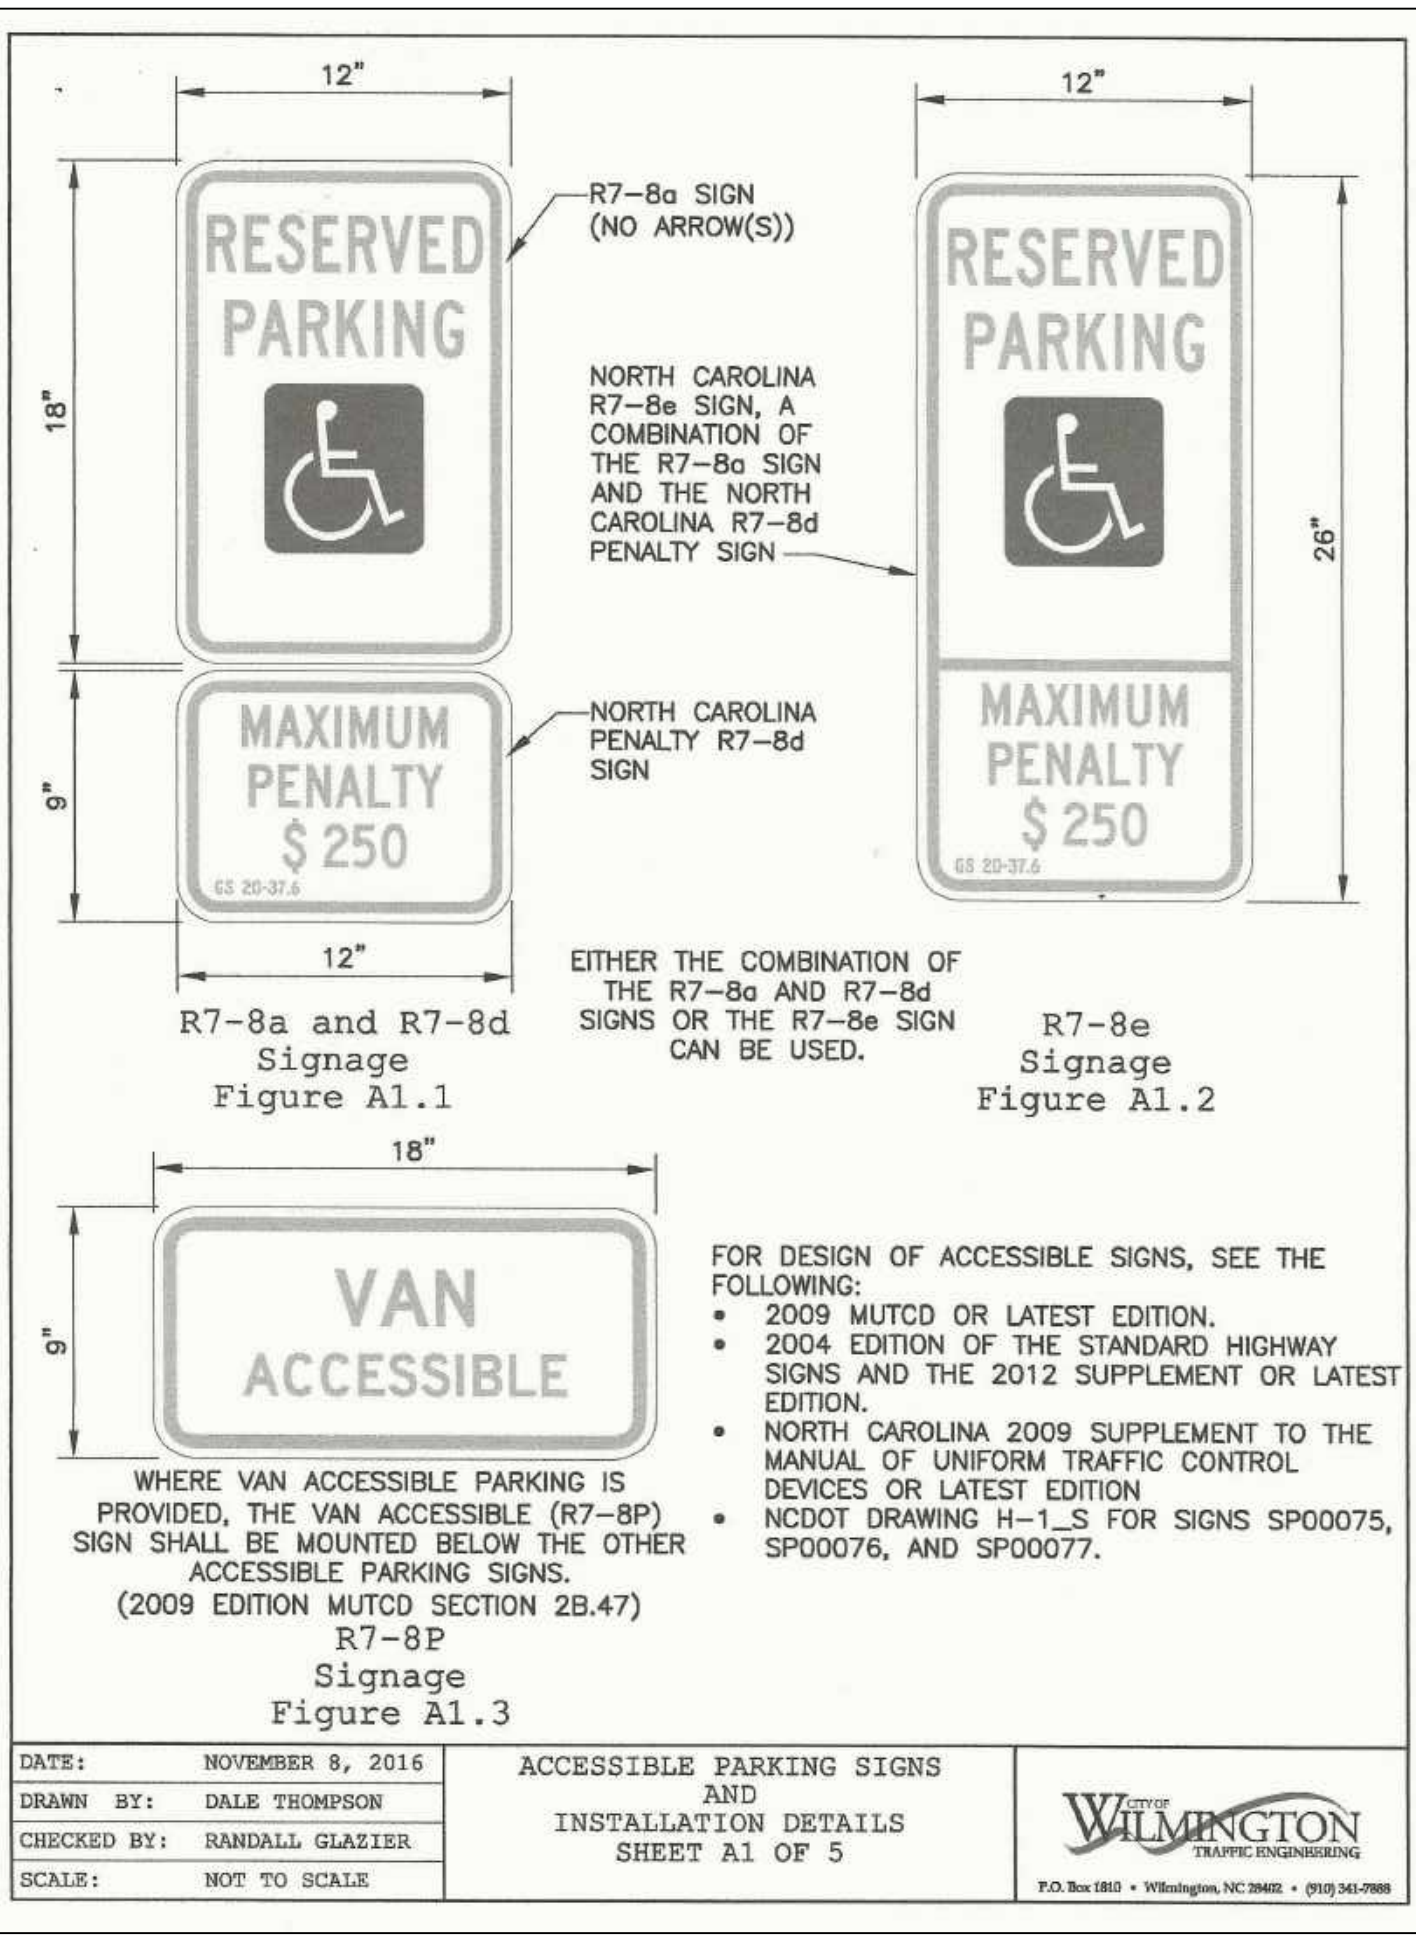 12"
RESERVED
PARKING
18"
R7-8a SIGN
(NO ARROW(S))
MAXIMUM
PENALTY
$ 250
GS 20-37.6
9"
NORTH CAROLINA
PENALTY R7-8d
SIGN
12"
R7-8a and R7-8d
Signage
Figure A1.1
NORTH CAROLINA
R7-8e SIGN, A
COMBINATION OF
THE R7-8a SIGN
AND THE NORTH
CAROLINA R7-8d
PENALTY SIGN
12"
RESERVED
PARKING
26"
MAXIMUM
PENALTY
$ 250
GS 20-37.6
EITHER THE COMBINATION OF
THE R7-8a AND R7-8d
SIGNS OR THE R7-8e SIGN
CAN BE USED.
R7-8e
Signage
Figure A1.2
18"
9"
VAN
ACCESSIBLE
WHERE VAN ACCESSIBLE PARKING IS
PROVIDED, THE VAN ACCESSIBLE (R7-8P)
SIGN SHALL BE MOUNTED BELOW THE OTHER
ACCESSIBLE PARKING SIGNS.
(2009 EDITION MUTCD SECTION 2B.47)
R7-8P
Signage
Figure A1.3
FOR DESIGN OF ACCESSIBLE SIGNS, SEE THE
FOLLOWING:
• 2009 MUTCD OR LATEST EDITION.
• 2004 EDITION OF THE STANDARD HIGHWAY
SIGNS AND THE 2012 SUPPLEMENT OR LATEST
EDITION.
• NORTH CAROLINA 2009 SUPPLEMENT TO THE
MANUAL OF UNIFORM TRAFFIC CONTROL
DEVICES OR LATEST EDITION
• NCDOT DRAWING H-1_S FOR SIGNS SP00075,
SP00076, AND SP00077.
DATE: NOVEMBER 8, 2016
DRAWN BY: DALE THOMPSON
CHECKED BY: RANDALL GLAZIER
SCALE: NOT TO SCALE
ACCESSIBLE PARKING SIGNS
AND
INSTALLATION DETAILS
SHEET A1 OF 5
CITY OF
WILMINGTON
TRAFFIC ENGINEERING
P.O. Box 1810 • Wilmington, NC 28402 • (910) 341-7888